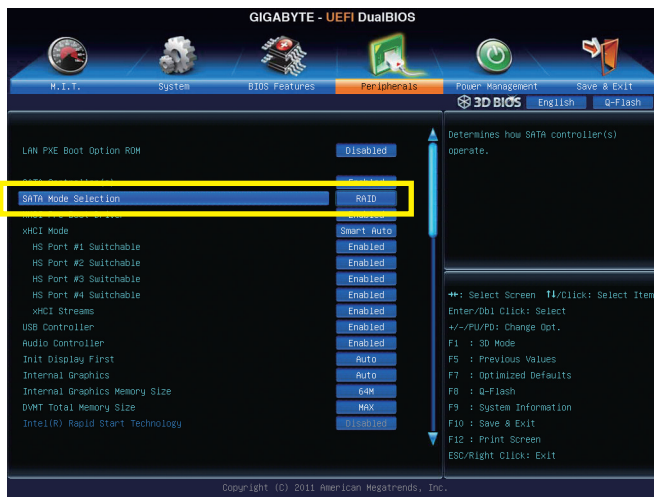 GIGABYTE - UEFI DualBIOS
M.I.T. System BIOS Features Peripherals Power Management Save & Exit
3D BIOS English Q-Flash
LAN PXE Boot Option ROM Disabled
SATA Mode Selection RAID
xHCI Mode Smart Auto
HS Port #1 Switchable Enabled
HS Port #2 Switchable Enabled
HS Port #3 Switchable Enabled
HS Port #4 Switchable Enabled
xHCI Streams Enabled
USB Controller Enabled
Audio Controller Enabled
Init Display First Auto
Internal Graphics Auto
Internal Graphics Memory Size 64M
DVMT Total Memory Size MAX
Intel(R) Rapid Start Technology Disabled
Determines how SATA controller(s)
operate.
→←: Select Screen ↑↓/Click: Select Item
Enter/Dbl Click: Select
+/-/PU/PD: Change Opt.
F1 : 3D Mode
F5 : Previous Values
F7 : Optimized Defaults
F8 : Q-Flash
F9 : System Information
F10 : Save & Exit
F12 : Print Screen
ESC/Right Click: Exit
Copyright (C) 2011 American Megatrends, Inc.